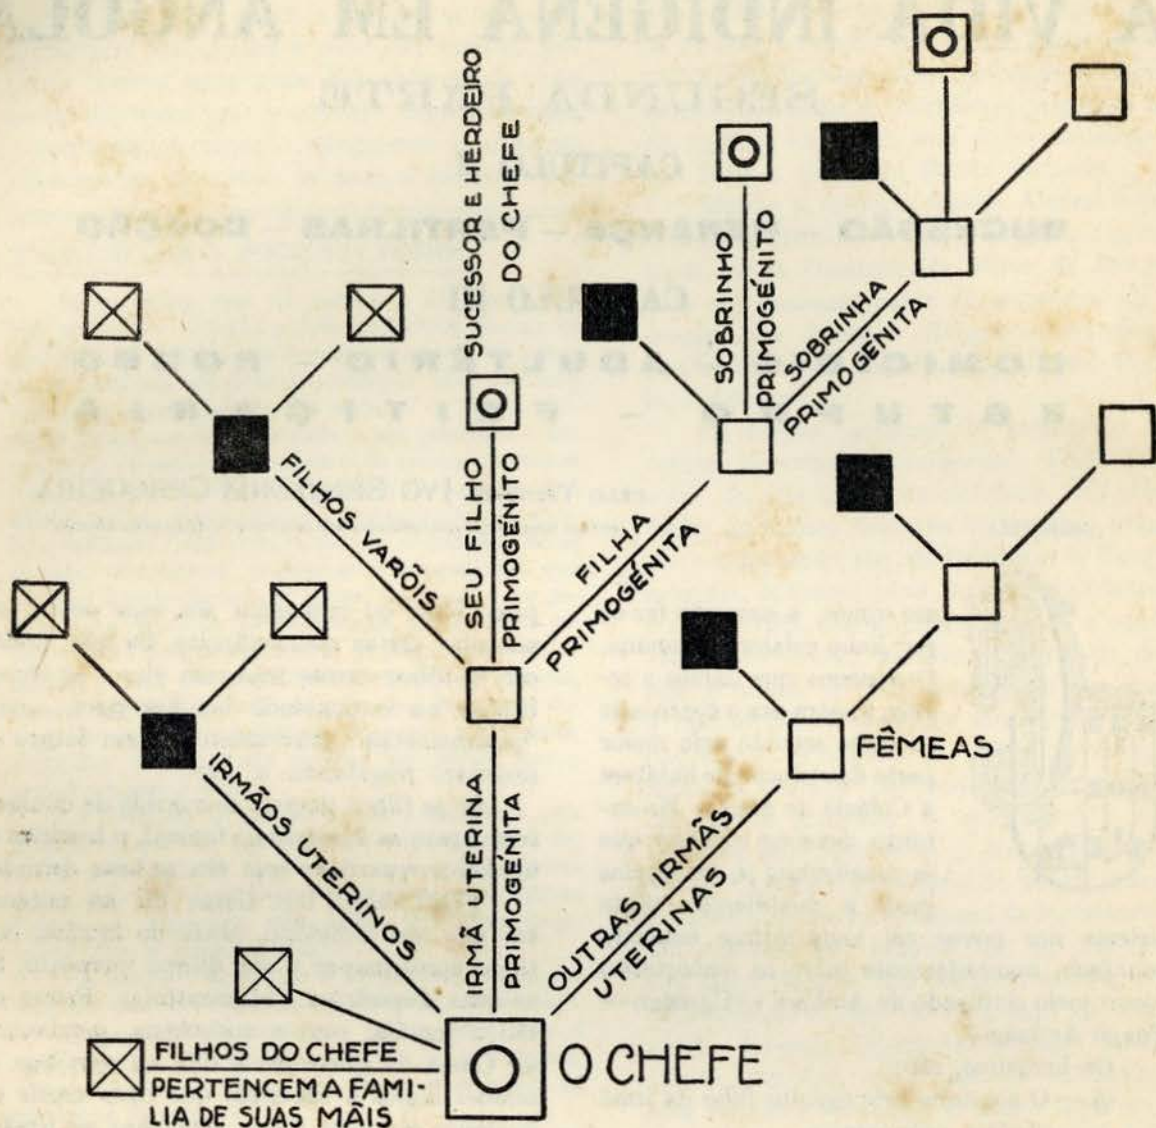 SUCESSOR E HERDEIRO
DO CHEFE
SOBRINHO
PRIMOGÉNITO
SOBRINHA
PRIMOGÉNITA
FILHOS VARÕIS
SEU FILHO
PRIMOGÉNITO
FILHA
PRIMOGÉNITA
FÊMEAS
IRMÃOS UTERINOS
IRMÃ UTERINA
PRIMOGÉNITA
OUTRAS IRMÃS
UTERINAS
O CHEFE
FILHOS DO CHEFE
PERTENCEM A FAMI-
LIA DE SUAS MÃIS